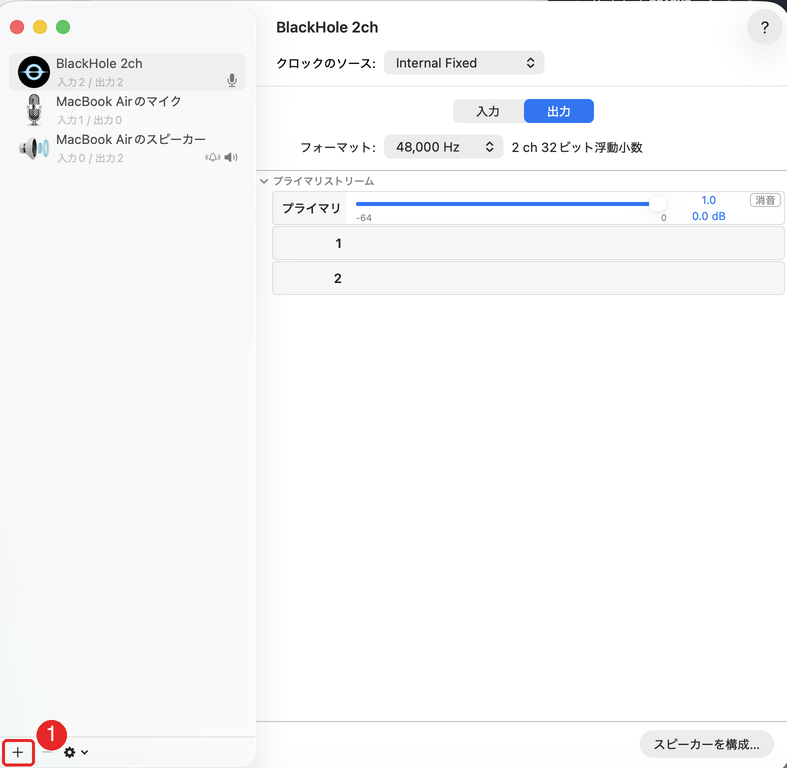 BlackHole 2ch
入力2 / 出力2
MacBook Airのマイク
入力1 / 出力0
MacBook Airのスピーカー
入力0 / 出力2
1
BlackHole 2ch
?
クロックのソース: Internal Fixed
入力 出力
フォーマット: 48,000 Hz 2 ch 32ビット浮動小数
プライマリストリーム
プライマリ -64 0 1.0 0.0 dB 消音
1
2
スピーカーを構成...